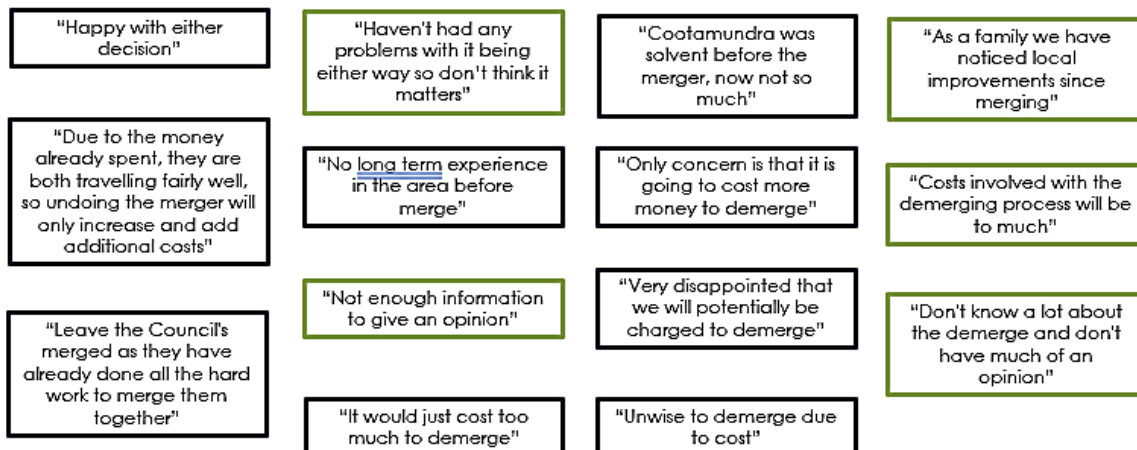 “Happy with either
decision”
“Due to the money
already spent, they are
both travelling fairly well,
so undoing the merger will
only increase and add
additional costs”
“Leave the Council's
merged as they have
already done all the hard
work to merge them
together”
“Haven't had any
problems with it being
either way so don't think it
matters”
“No long term experience
in the area before
merge”
“Not enough information
to give an opinion”
“It would just cost too
much to demerge”
“Cootamundra was
solvent before the
merger, now not so
much”
“Only concern is that it is
going to cost more
money to demerge”
“Very disappointed that
we will potentially be
charged to demerge”
“Unwise to demerge due
to cost”
“As a family we have
noticed local
improvements since
merging”
“Costs involved with the
demerging process will be
to much”
“Don't know a lot about
the demerge and don't
have much of an
opinion”